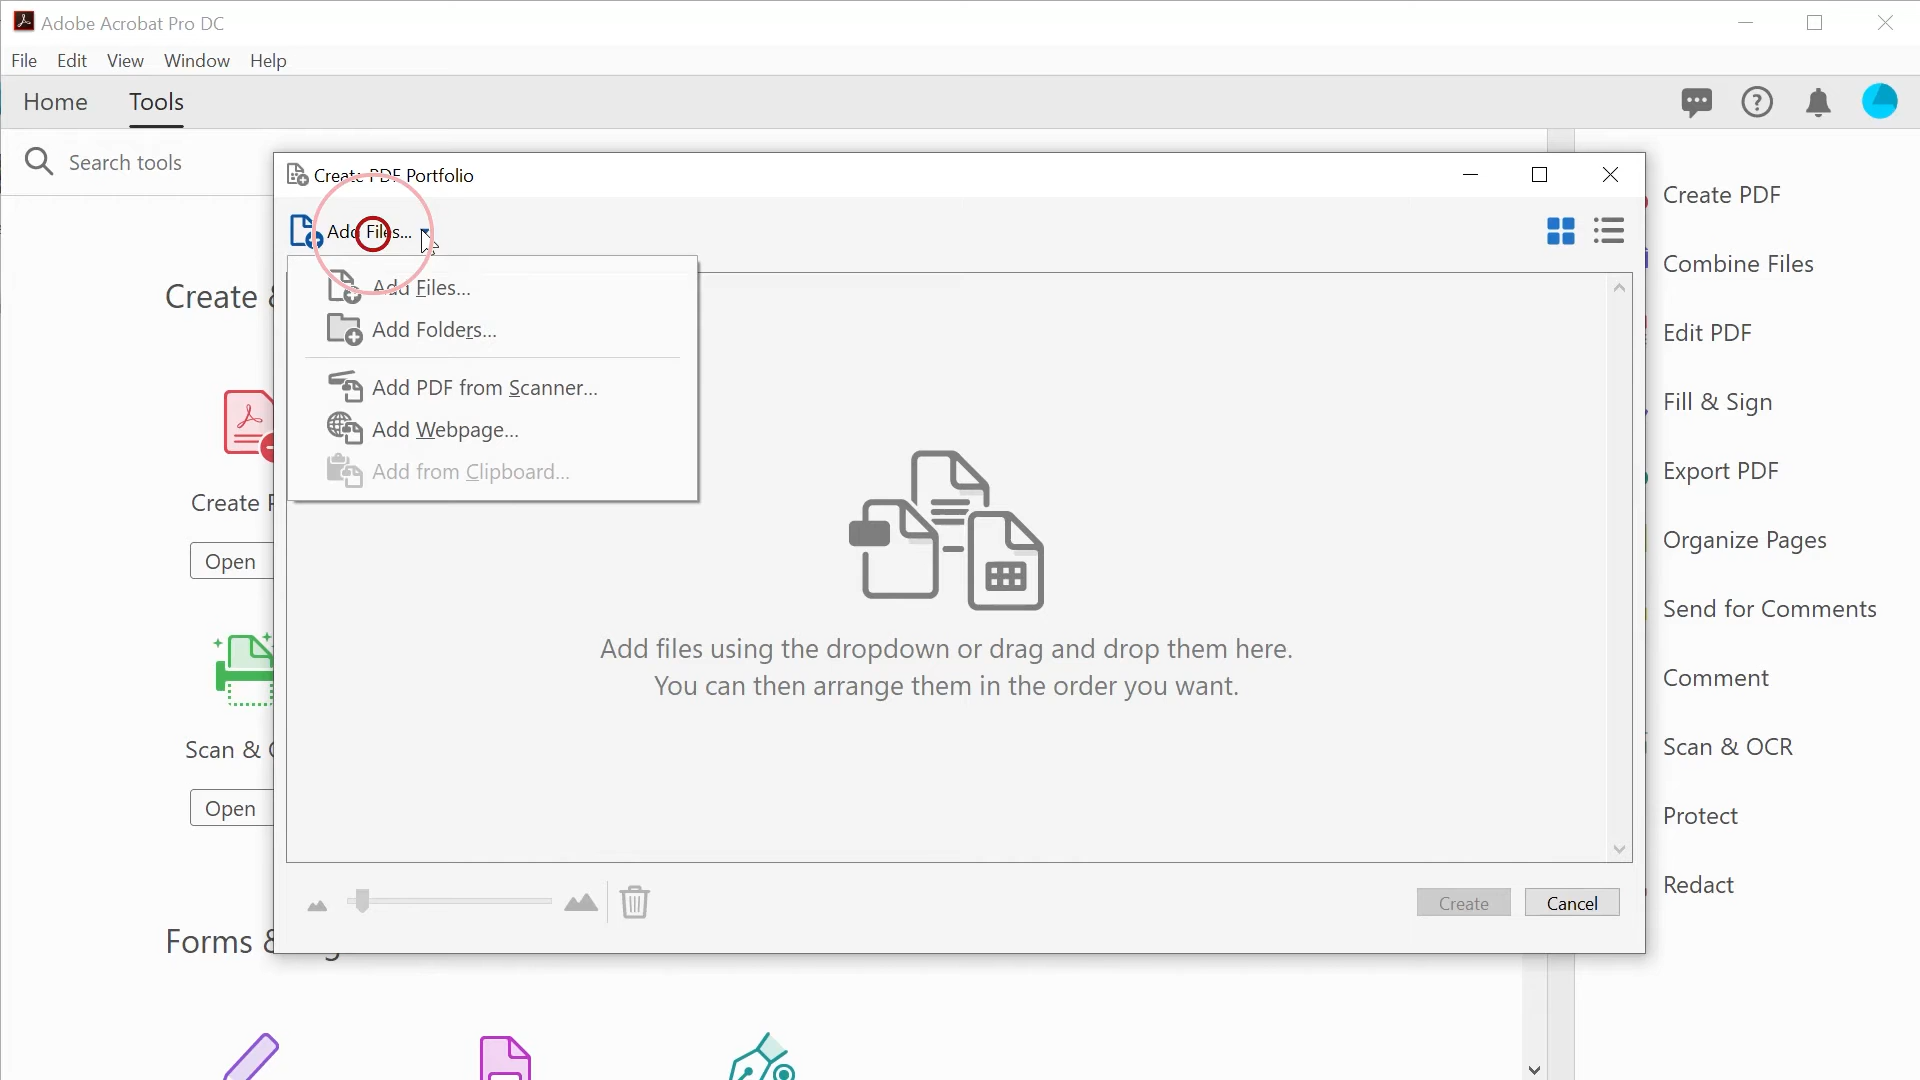 Adobe Acrobat Pro DC
File Edit View Window Help
Home Tools
Search tools
Create PDF Portfolio
Add Files...
Add Files...
Add Folders...
Add PDF from Scanner...
Add Webpage...
Add from Clipboard...
Create &
Create P
Open
Scan &
Open
Forms &
Add files using the dropdown or drag and drop them here.
You can then arrange them in the order you want.
Create Cancel
Create PDF
Combine Files
Edit PDF
Fill & Sign
Export PDF
Organize Pages
Send for Comments
Comment
Scan & OCR
Protect
Redact